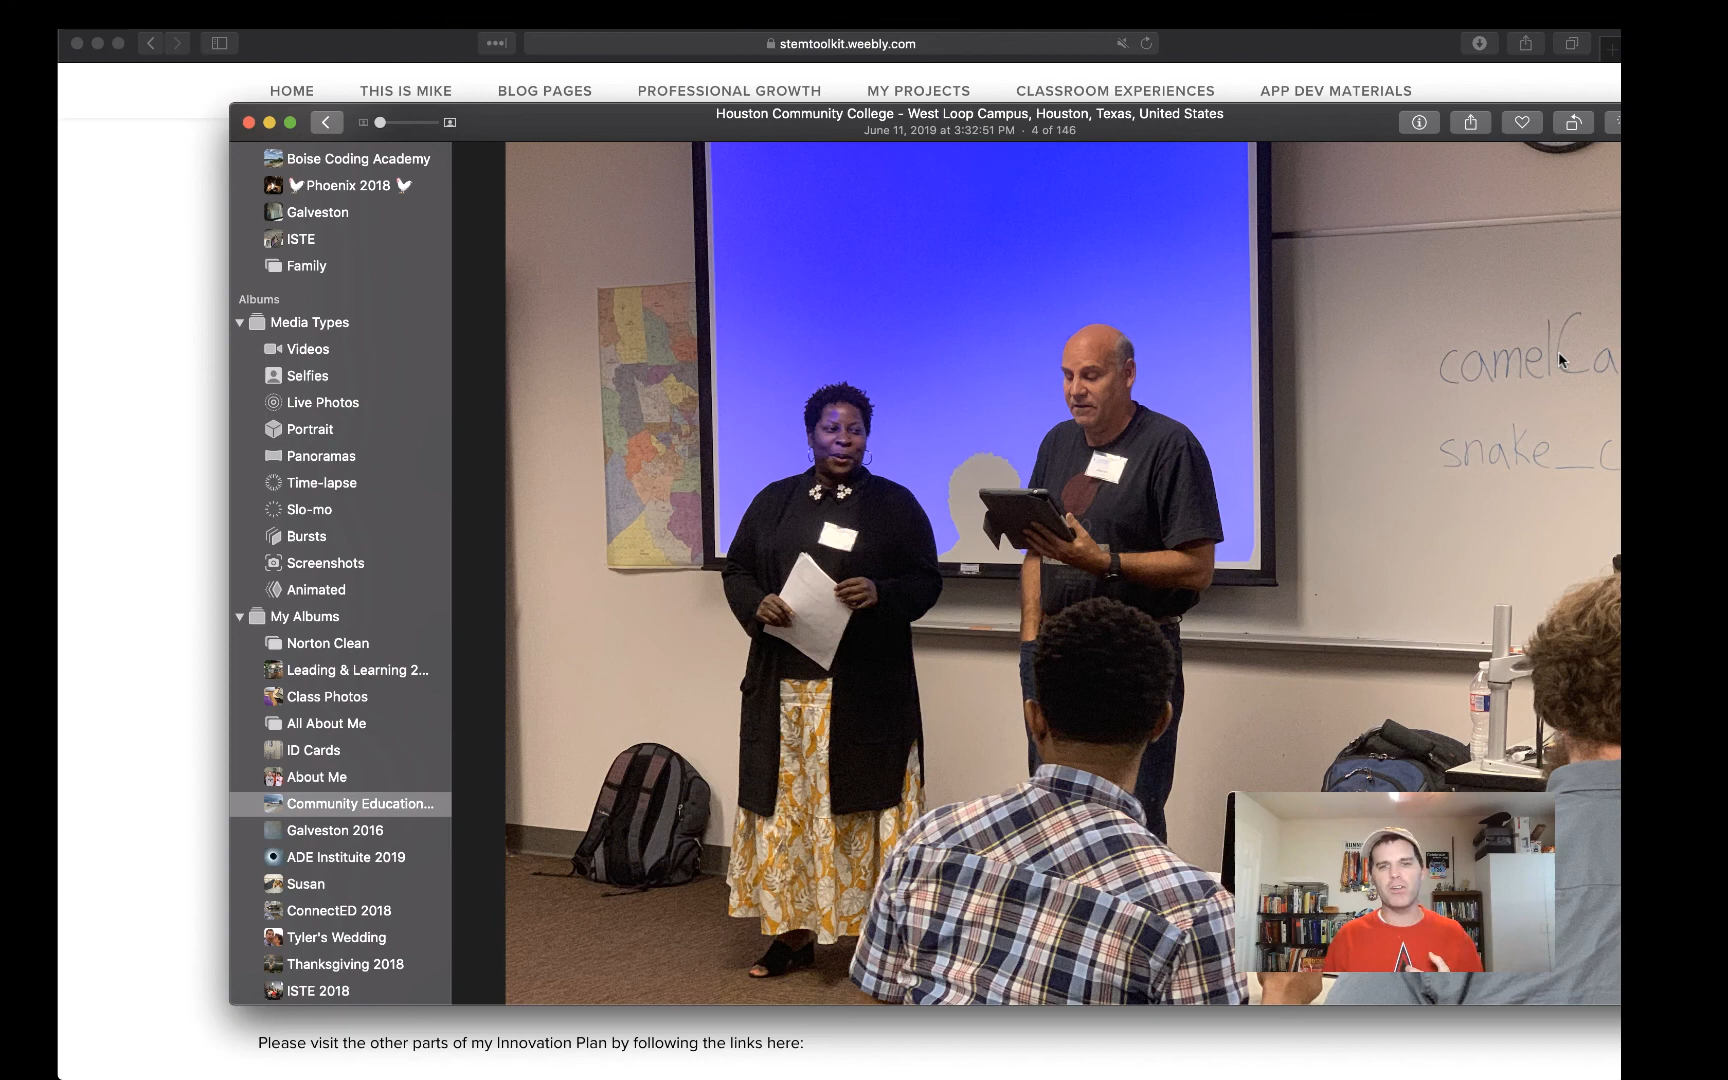 stemtoolkit.weebly.com
HOME THIS IS MIKE BLOG PAGES PROFESSIONAL GROWTH MY PROJECTS CLASSROOM EXPERIENCES APP DEV MATERIALS
Houston Community College - West Loop Campus, Houston, Texas, United States
June 11, 2019 at 3:32:51 PM · 4 of 146
Boise Coding Academy
🐓Phoenix 2018 🐓
Galveston
ISTE
Family
Albums
Media Types
Videos
Selfies
Live Photos
Portrait
Panoramas
Time-lapse
Slo-mo
Bursts
Screenshots
Animated
My Albums
Norton Clean
Leading & Learning 2...
Class Photos
All About Me
ID Cards
About Me
Community Education...
Galveston 2016
ADE Instituite 2019
Susan
ConnectED 2018
Tyler's Wedding
Thanksgiving 2018
ISTE 2018
camelCa
snake_c
Please visit the other parts of my Innovation Plan by following the links here: